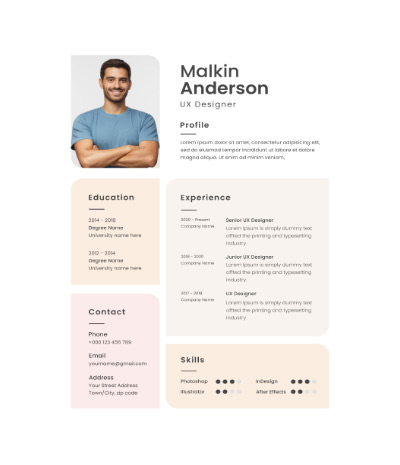 Malkin
Anderson
UX Designer
Profile
Lorem ipsum dolor sit amet, consectetur adipiscing elit,
sed do eiusmod tempor incididunt ut labore et dolore
magna aliqua. Ut enim ad minim veniam,
Education
2014 - 2018
Degree Name
University name here
2012 - 2014
Degree Name
University name here
Contact
Phone
+000 123 456 789
Email
yourname@gmail.com
Address
Your Street Address
Town/City, zip code
Experience
2020 - Present
Company Name
Senior UX Designer
Lorem Ipsum is simply dummy text
offted the printing and typesetting
industry.
Company Name
Junior UX Designer
Lorem Ipsum is simply dummy text
offted the printing and typesetting
industry.
2017 - 2018
Company Name
UX Designer
Lorem Ipsum is simply dummy text
offted the printing and typesetting
industry.
Skills
Photoshop
InDesign
Illustrator
After Effects